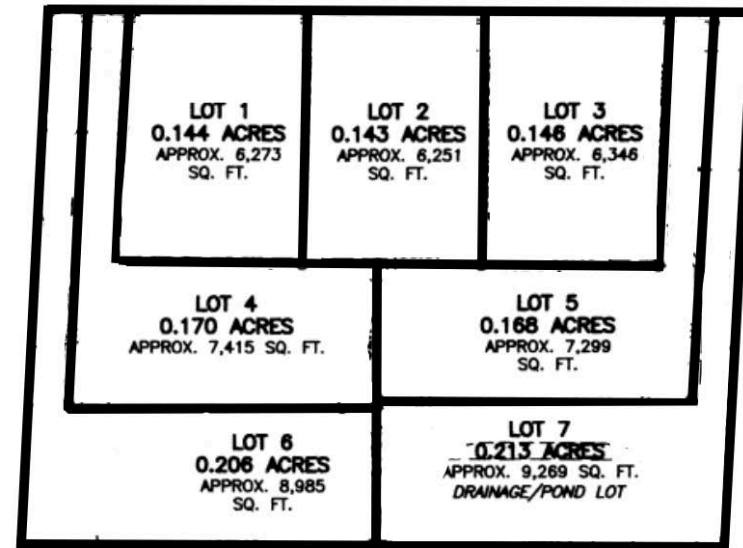 LOT 1
0.144 ACRES
APPROX. 6,273
SQ. FT.
LOT 2
0.143 ACRES
APPROX. 6,251
SQ. FT.
LOT 3
0.146 ACRES
APPROX. 6,346
SQ. FT.
LOT 4
0.170 ACRES
APPROX. 7,415 SQ. FT.
LOT 5
0.168 ACRES
APPROX. 7,299
SQ. FT.
LOT 6
0.206 ACRES
APPROX. 8,985
SQ. FT.
LOT 7
0.213 ACRES
APPROX. 9,269 SQ. FT.
DRAINAGE/POND LOT